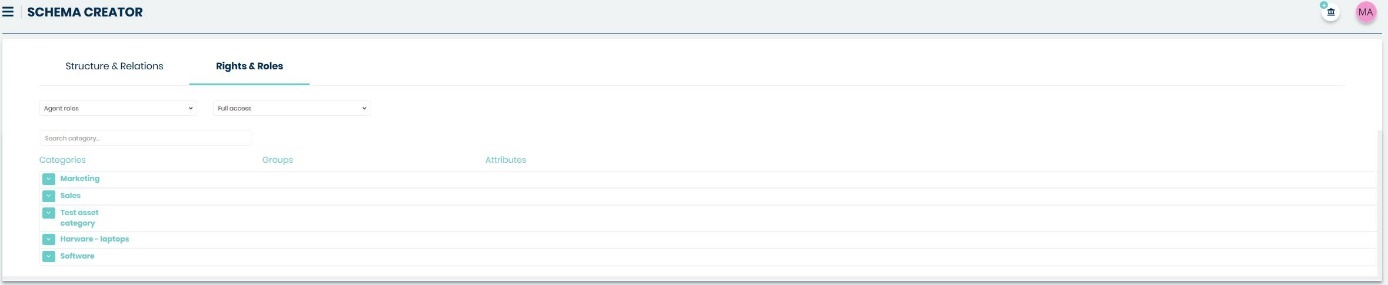 SCHEMA CREATOR
+
MA
Structure & Relations Rights & Roles
Agent roles Full access
Search category...
Categories Groups Attributes
Marketing
Sales
Test asset
category
Harware - laptops
Software